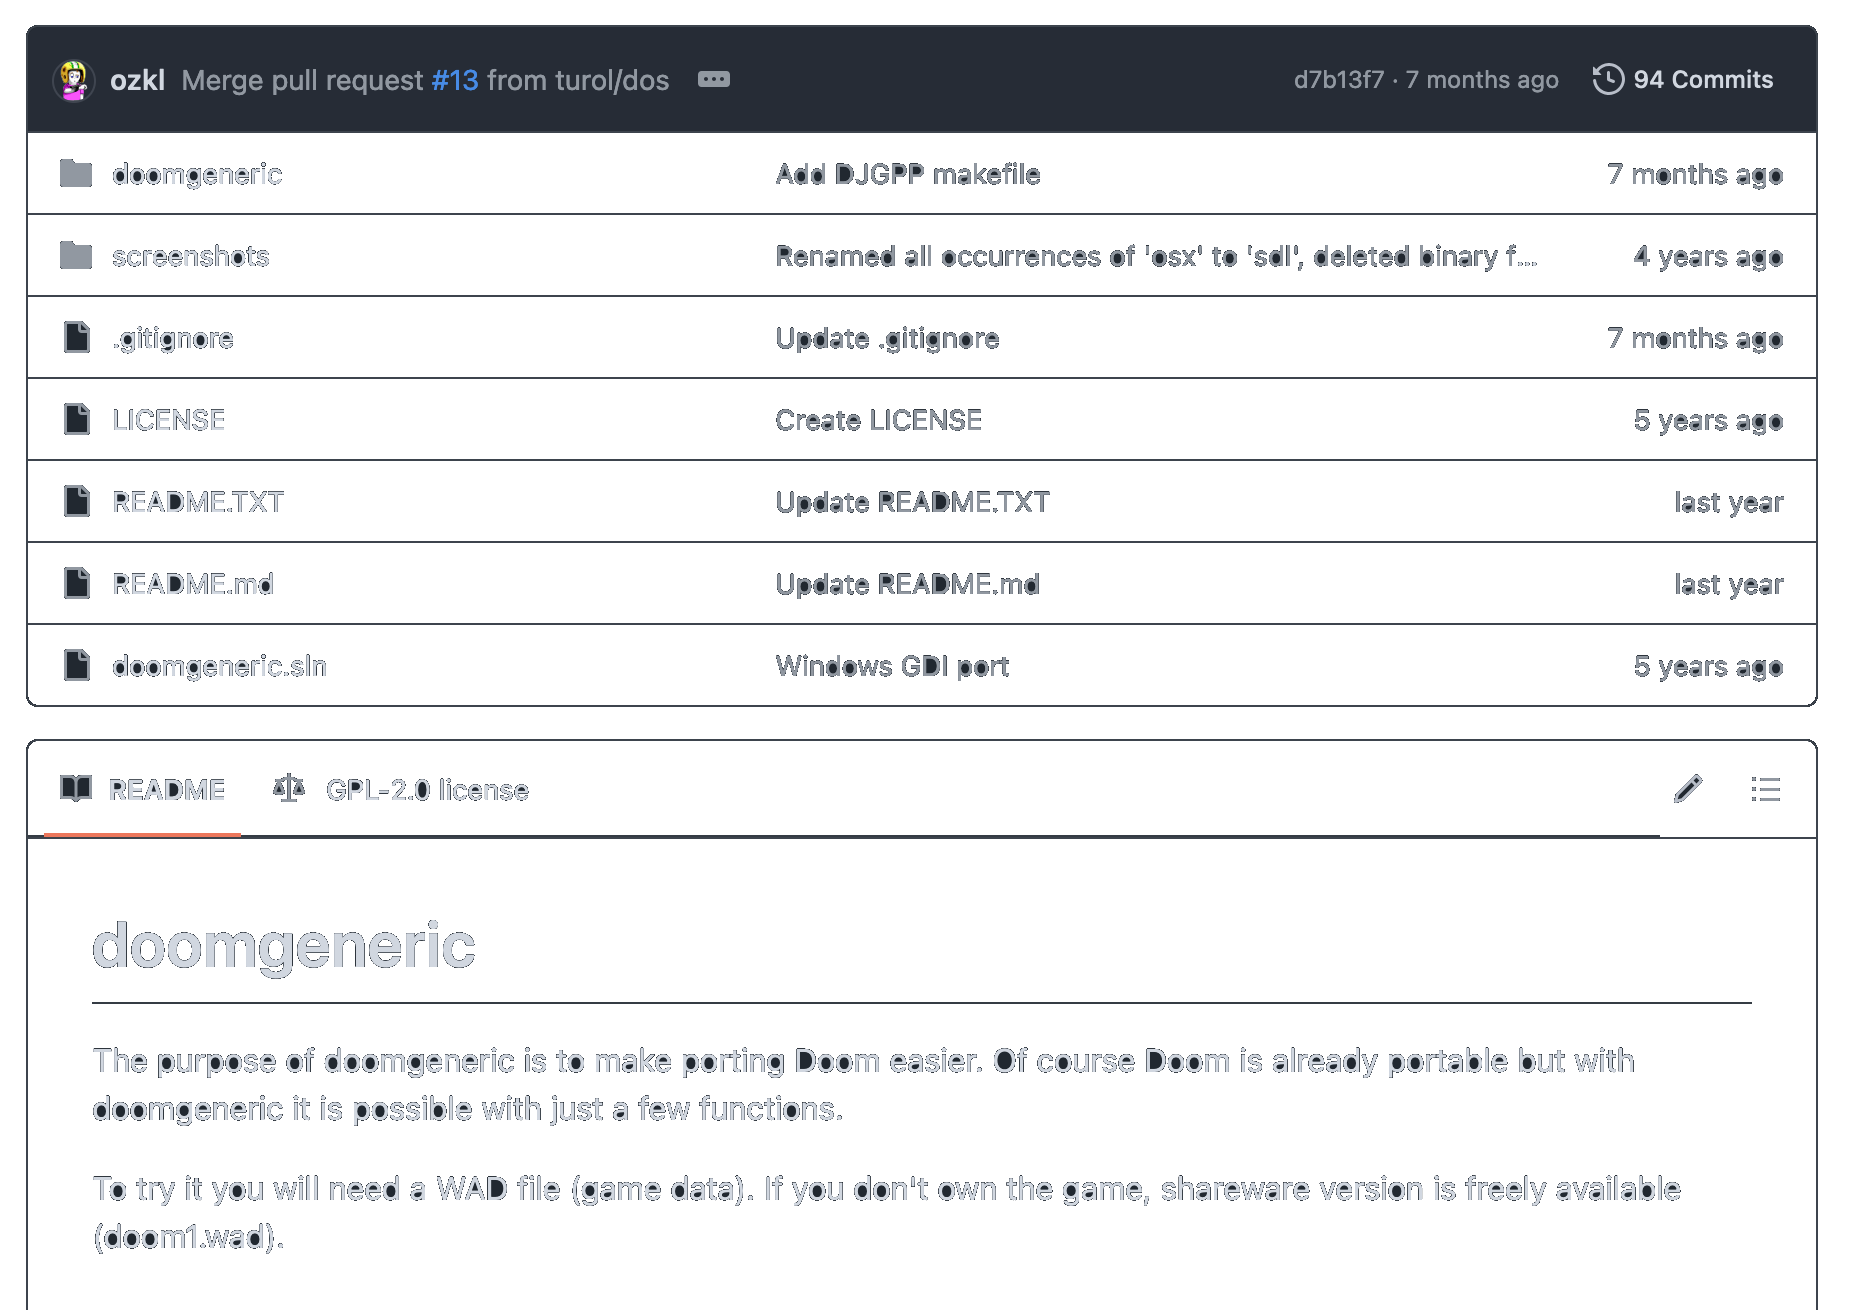 ozkl Merge pull request #13 from turol/dos d7b13f7 · 7 months ago 94 Commits
doomgeneric Add DJGPP makefile 7 months ago
screenshots Renamed all occurrences of 'osx' to 'sdl', deleted binary f... 4 years ago
.gitignore Update .gitignore 7 months ago
LICENSE Create LICENSE 5 years ago
README.TXT Update README.TXT last year
README.md Update README.md last year
doomgeneric.sln Windows GDI port 5 years ago
README GPL-2.0 license
doomgeneric
The purpose of doomgeneric is to make porting Doom easier. Of course Doom is already portable but with
doomgeneric it is possible with just a few functions.
To try it you will need a WAD file (game data). If you don't own the game, shareware version is freely available
(doom1.wad).